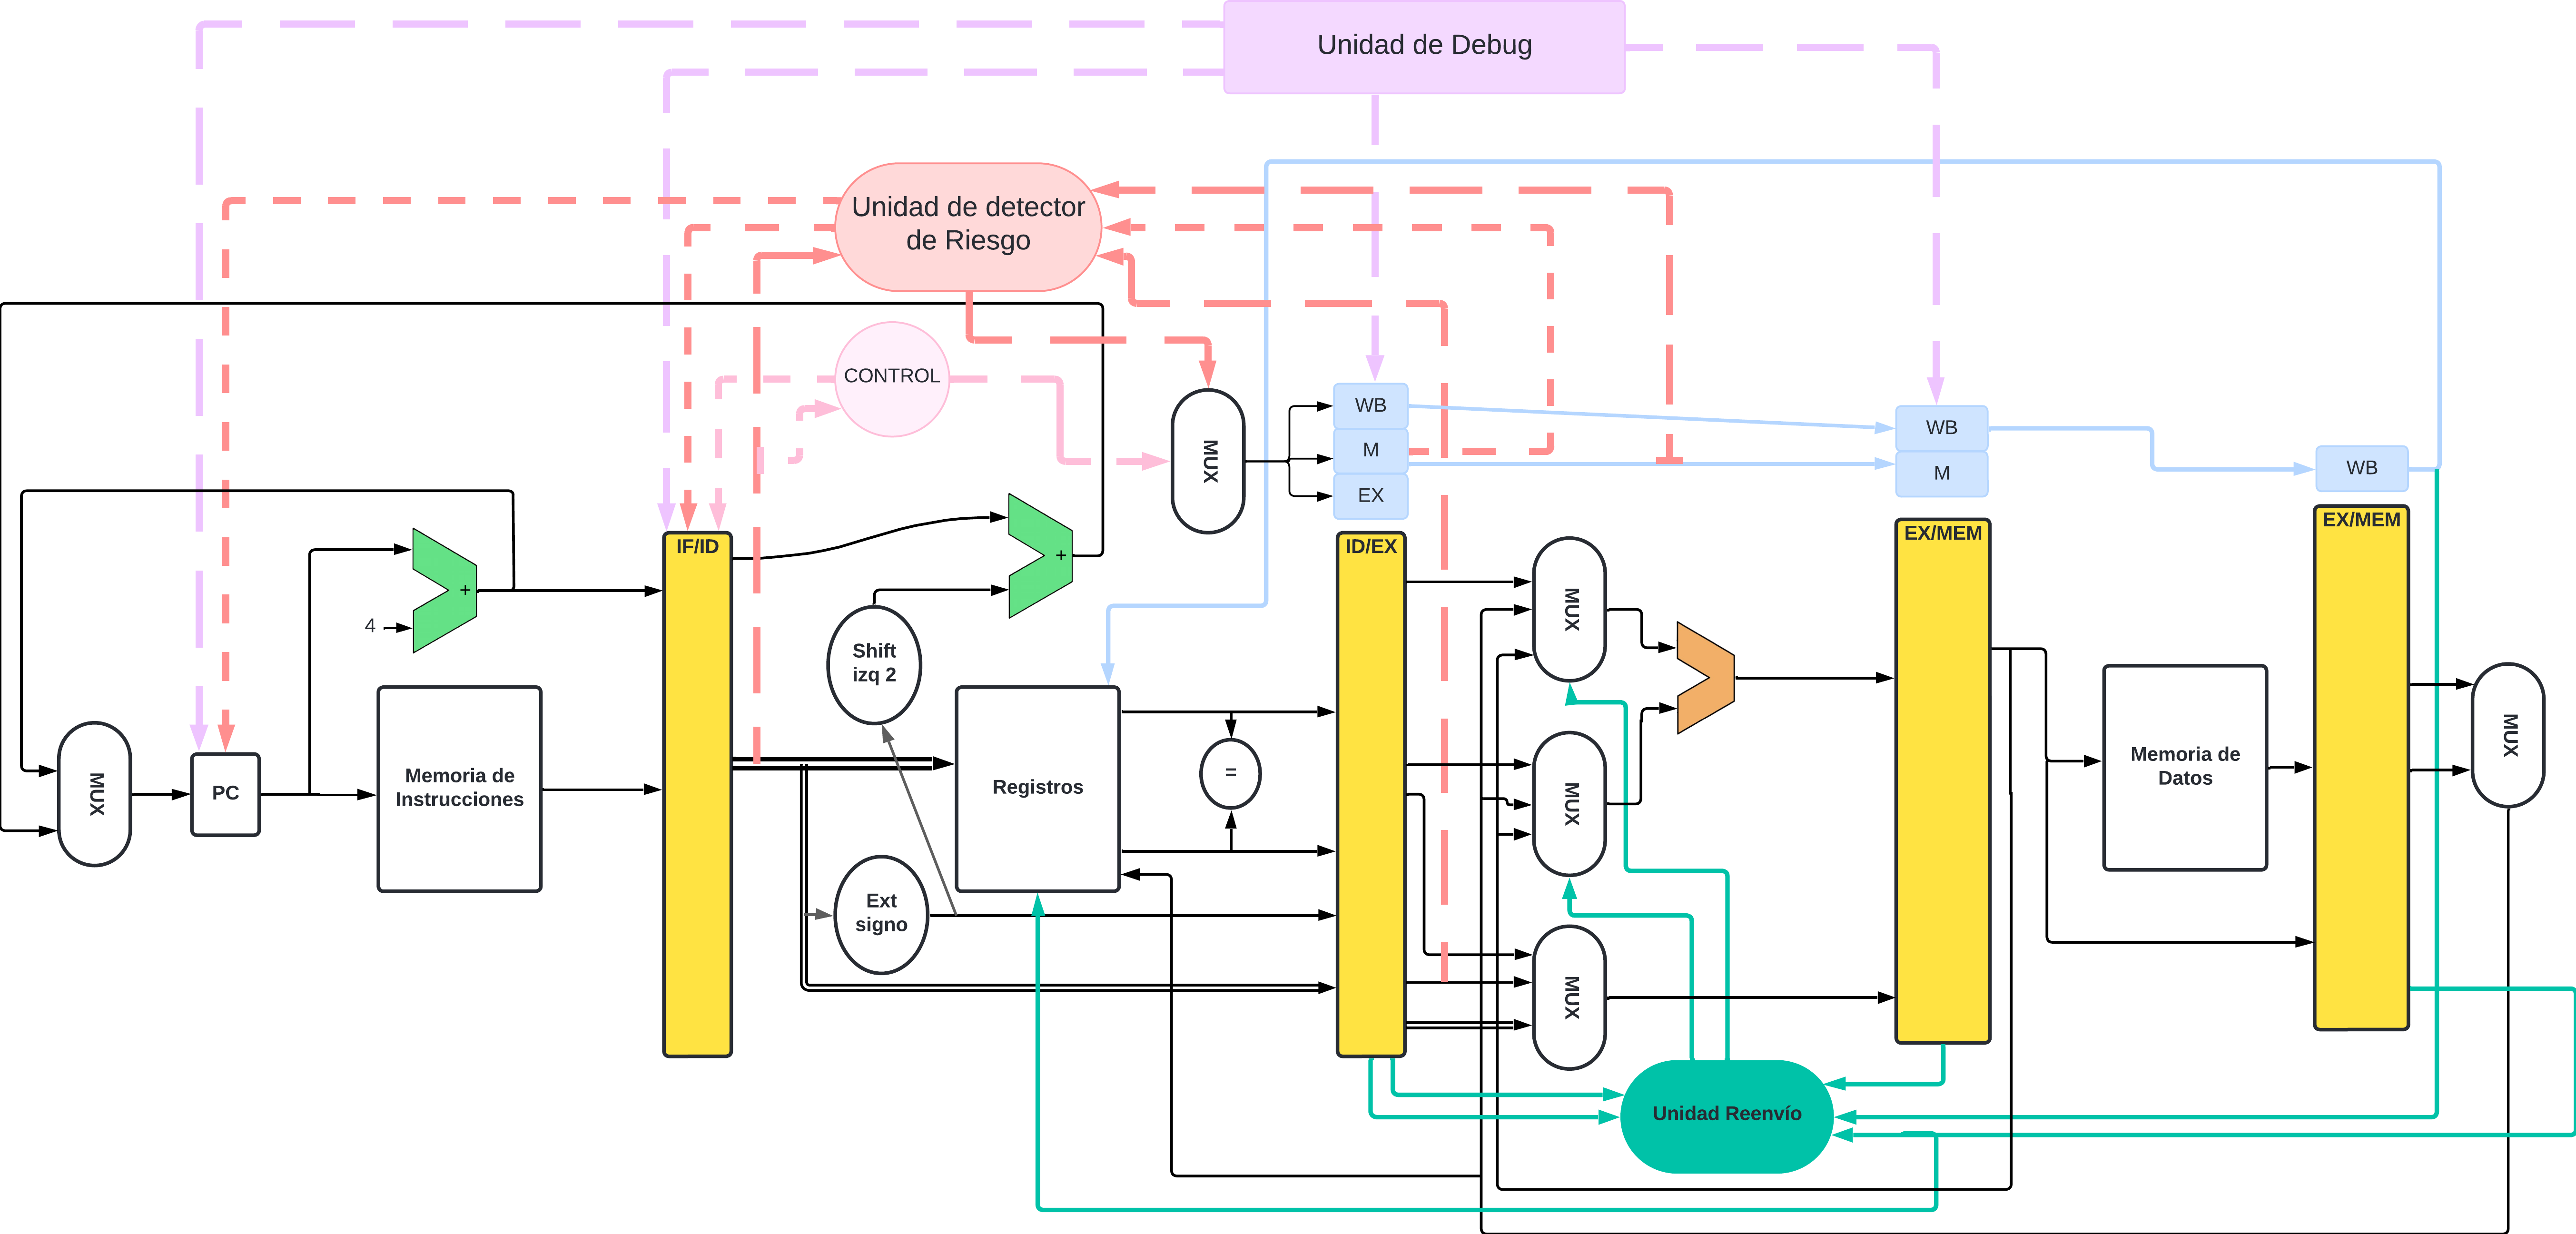 Unidad de Debug
Unidad de detector
de Riesgo
CONTROL
MUX
WB
M
EX
WB
M
WB
IF/ID
ID/EX
EX/MEM
EX/MEM
+
4
+
Shift
izq 2
MUX
PC
Memoria de
Instrucciones
Registros
=
Ext
signo
MUX
MUX
MUX
Memoria de
Datos
MUX
Unidad Reenvío